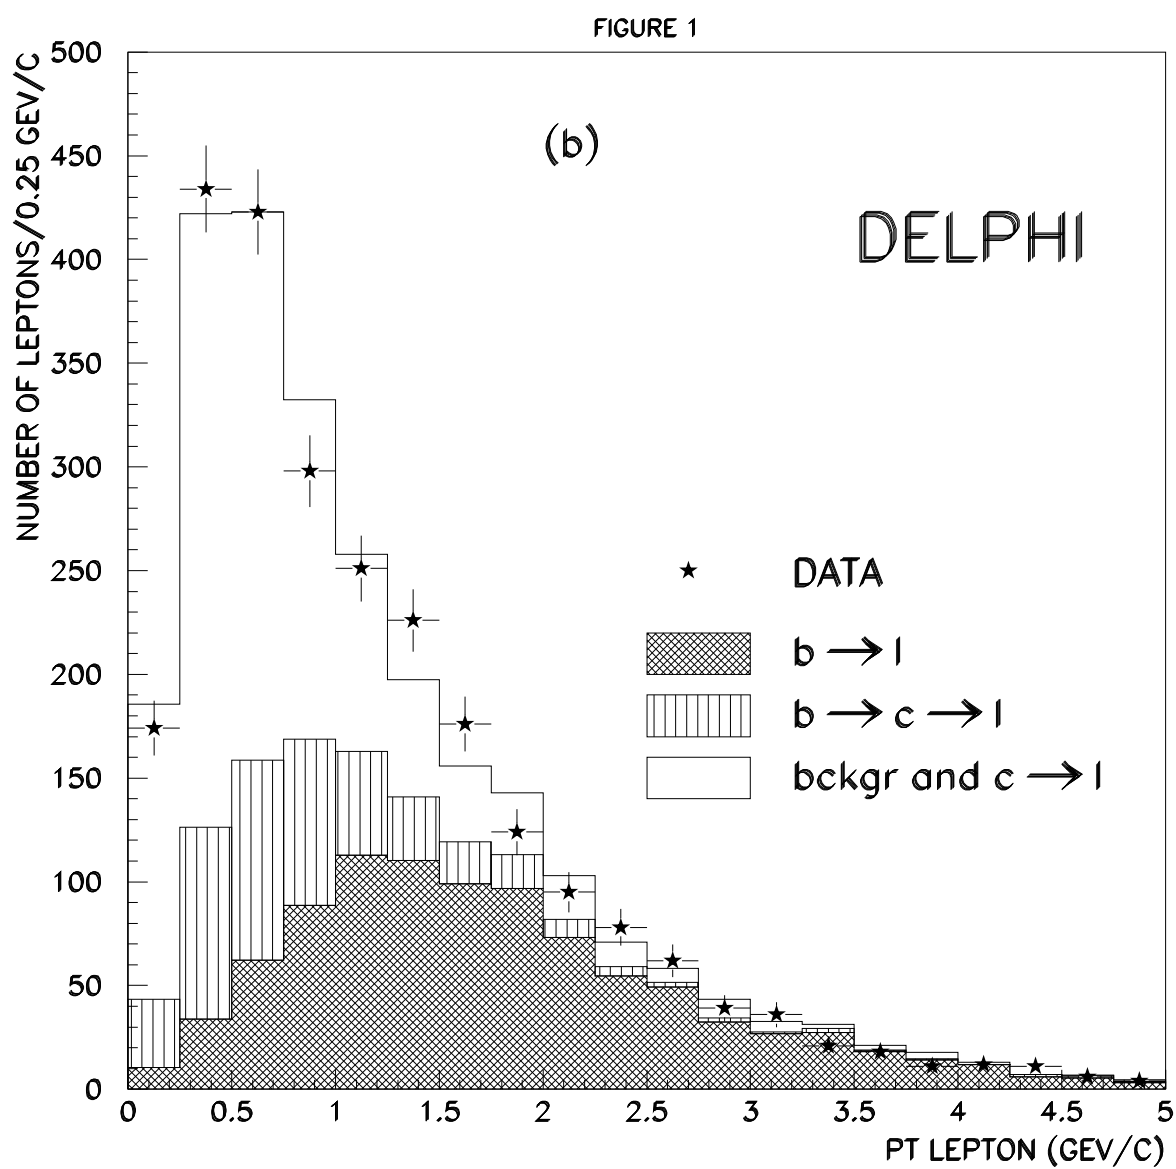 FIGURE 1
NUMBER OF LEPTONS/0.25 GEV/C
500
450
400
350
300
250
200
150
100
50
0
(b)
DELPHI
DATA
b → l
b → c → l
bckgr and c → l
0 0.5 1 1.5 2 2.5 3 3.5 4 4.5 5
PT LEPTON (GEV/C)